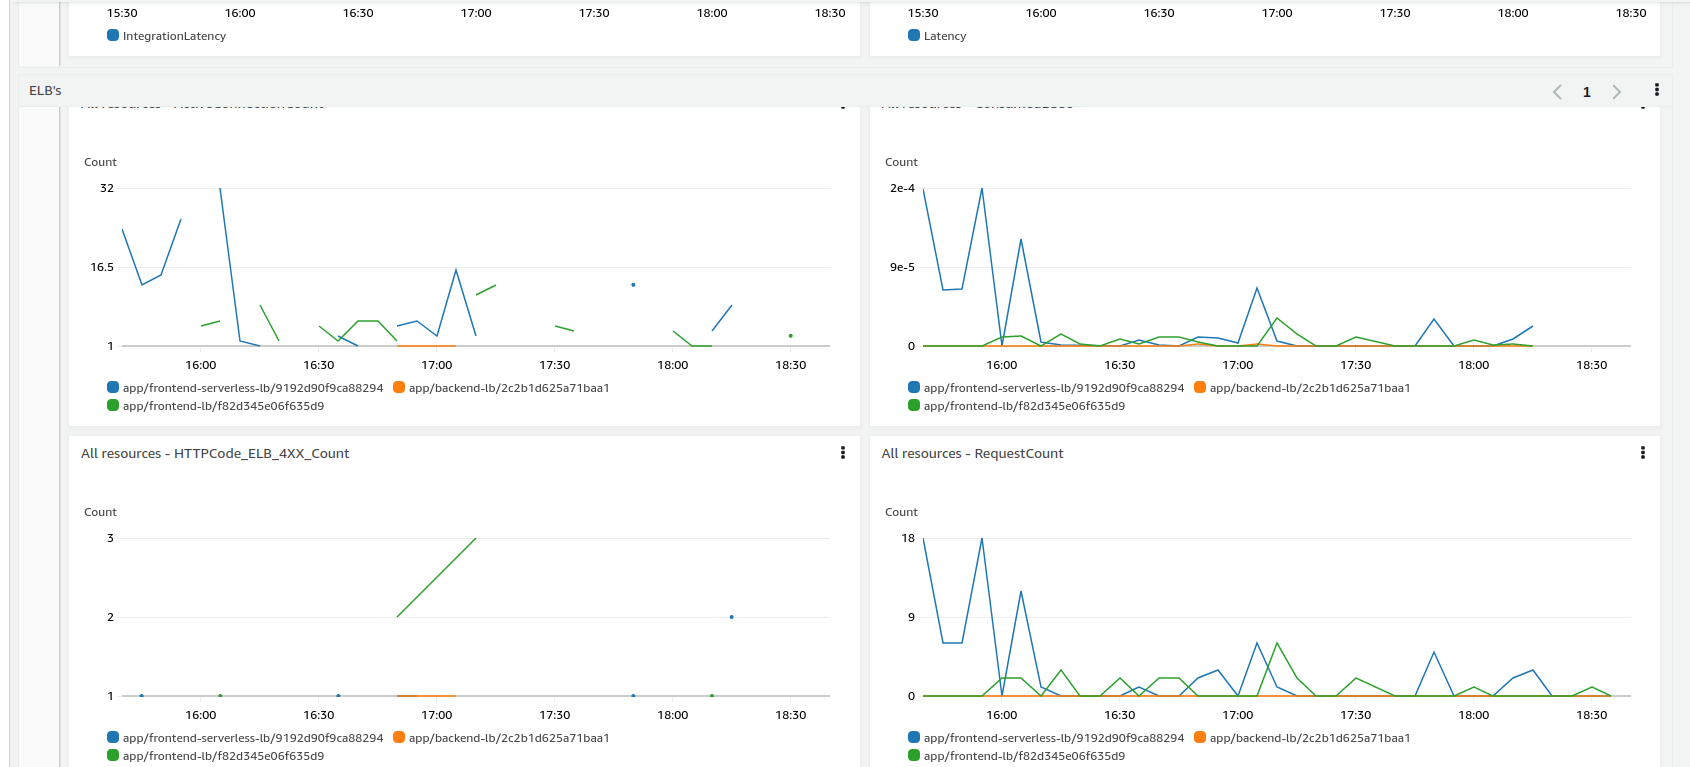 15:30 16:00 16:30 17:00 17:30 18:00 18:30
IntegrationLatency
15:30 16:00 16:30 17:00 17:30 18:00 18:30
Latency
ELB's
1
All resources - ActiveConnectionCount
Count
32
16.5
1
16:00 16:30 17:00 17:30 18:00 18:30
app/frontend-serverless-lb/9192d90f9ca88294 app/backend-lb/2c2b1d625a71baa1
app/frontend-lb/f82d345e06f635d9
All resources - ConsumedLCUs
Count
2e-4
9e-5
0
16:00 16:30 17:00 17:30 18:00 18:30
app/frontend-serverless-lb/9192d90f9ca88294 app/backend-lb/2c2b1d625a71baa1
app/frontend-lb/f82d345e06f635d9
All resources - HTTPCode_ELB_4XX_Count
Count
3
2
1
16:00 16:30 17:00 17:30 18:00 18:30
app/frontend-serverless-lb/9192d90f9ca88294 app/backend-lb/2c2b1d625a71baa1
app/frontend-lb/f82d345e06f635d9
All resources - RequestCount
Count
18
9
0
16:00 16:30 17:00 17:30 18:00 18:30
app/frontend-serverless-lb/9192d90f9ca88294 app/backend-lb/2c2b1d625a71baa1
app/frontend-lb/f82d345e06f635d9